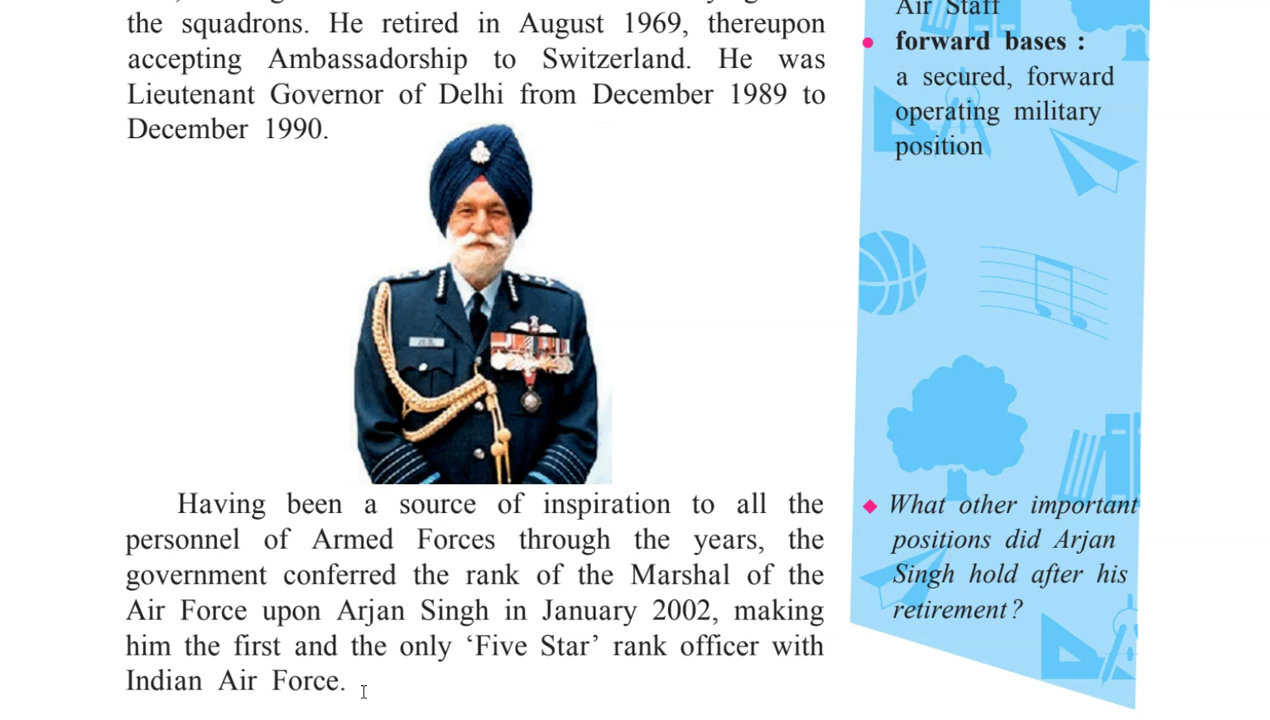 the squadrons. He retired in August 1969, thereupon
accepting Ambassadorship to Switzerland. He was
Lieutenant Governor of Delhi from December 1989 to
December 1990.
Having been a source of inspiration to all the
personnel of Armed Forces through the years, the
government conferred the rank of the Marshal of the
Air Force upon Arjan Singh in January 2002, making
him the first and the only ‘Five Star’ rank officer with
Indian Air Force.
Air Staff
forward bases :
a secured, forward
operating military
position
What other important
positions did Arjan
Singh hold after his
retirement?